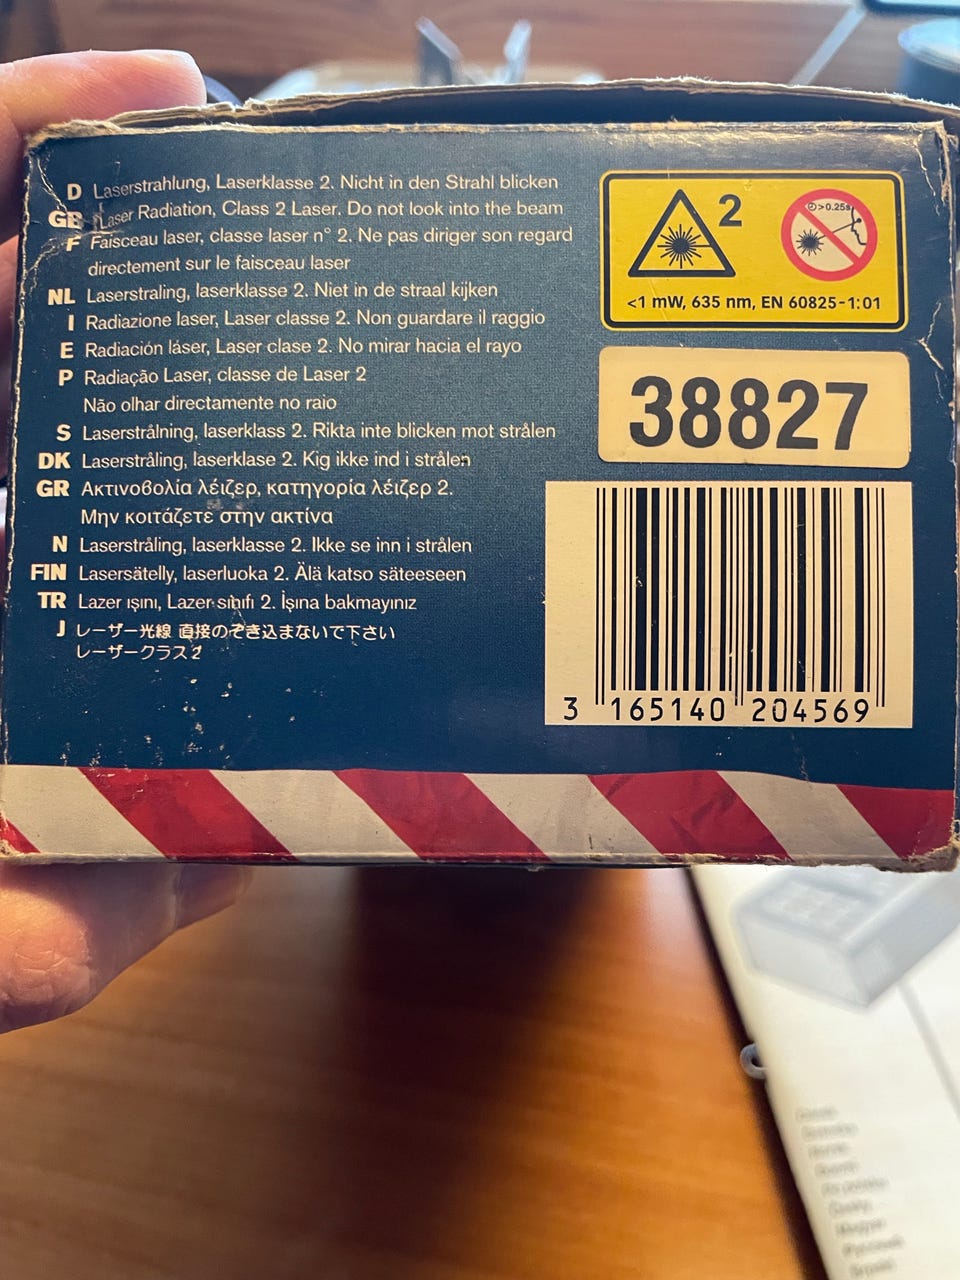 D Laserstrahlung, Laserklasse 2. Nicht in den Strahl blicken
GB Laser Radiation, Class 2 Laser. Do not look into the beam
F Faisceau laser, classe laser n° 2. Ne pas diriger son regard
directement sur le faisceau laser
NL Laserstraling, laserklasse 2. Niet in de straal kijken
I Radiazione laser, Laser classe 2. Non guardare il raggio
E Radiación láser, Laser clase 2. No mirar hacia el rayo
P Radiação Laser, classe de Laser 2
Não olhar directamente no raio
S Laserstrålning, laserklass 2. Rikta inte blicken mot strålen
DK Laserstråling, laserklase 2. Kig ikke ind i strålen
GR Ακτινοβολία λέιζερ, κατηγορία λέιζερ 2.
Μην κοιτάζετε στην ακτίνα
N Laserstråling, laserklasse 2. Ikke se inn i strålen
FIN Lasersätelly, laserluoka 2. Älä katso säteeseen
TR Lazer ışını, Lazer sınıfı 2. İşına bakmayınız
J レーザー光線 直接のぞき込まないで下さい
レーザークラス2
2
>0.25s
<1 mW, 635 nm, EN 60825-1:01
38827
3 165140 204569